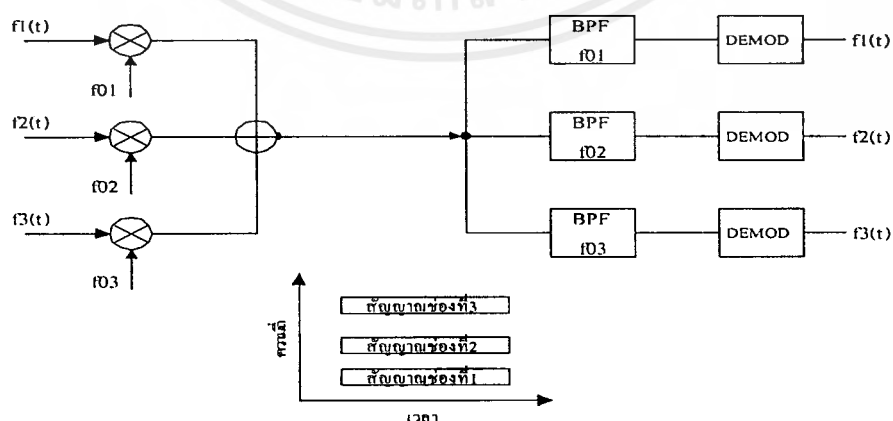 f1(t)
f01
f2(t)
f02
f3(t)
f03
BPF
f01
DEMOD
f1(t)
BPF
f02
DEMOD
f2(t)
BPF
f03
DEMOD
f3(t)
ความถี่
สัญญาณช่องที่3
สัญญาณช่องที่2
สัญญาณช่องที่1
เวลา